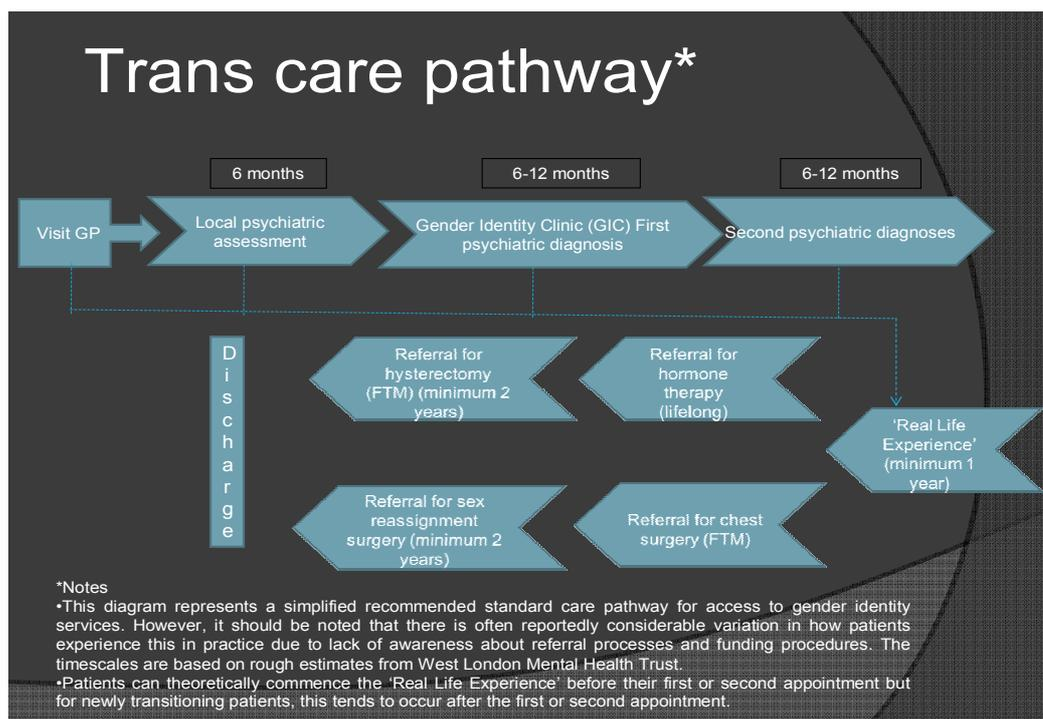 Trans care pathway*
6 months
6-12 months
6-12 months
Visit GP
Local psychiatric
assessment
Gender Identity Clinic (GIC) First
psychiatric diagnosis
Second psychiatric diagnoses
Discharge
Referral for
hysterectomy
(FTM) (minimum 2
years)
Referral for
hormone
therapy
(lifelong)
'Real Life
Experience'
(minimum 1
year)
Referral for sex
reassignment
surgery (minimum 2
years)
Referral for chest
surgery (FTM)
*Notes
•This diagram represents a simplified recommended standard care pathway for access to gender identity
services. However, it should be noted that there is often reportedly considerable variation in how patients
experience this in practice due to lack of awareness about referral processes and funding procedures. The
timescales are based on rough estimates from West London Mental Health Trust.
•Patients can theoretically commence the 'Real Life Experience' before their first or second appointment but
for newly transitioning patients, this tends to occur after the first or second appointment.